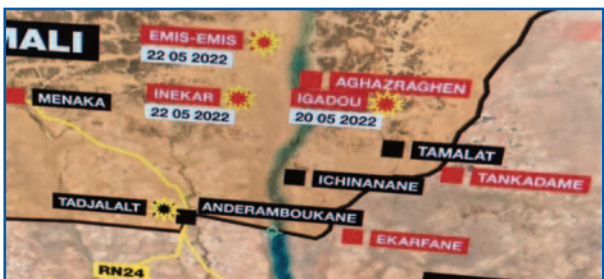 MALI
EMIS-EMIS
22 05 2022
MENAKA
INEKAR
22 05 2022
AGHAZRAGHEN
IGADOU
20 05 2022
TAMALAT
ICHINANANE
TANKADAME
TADJALALT
ANDERAMBOUKANE
EKARFANE
RN24